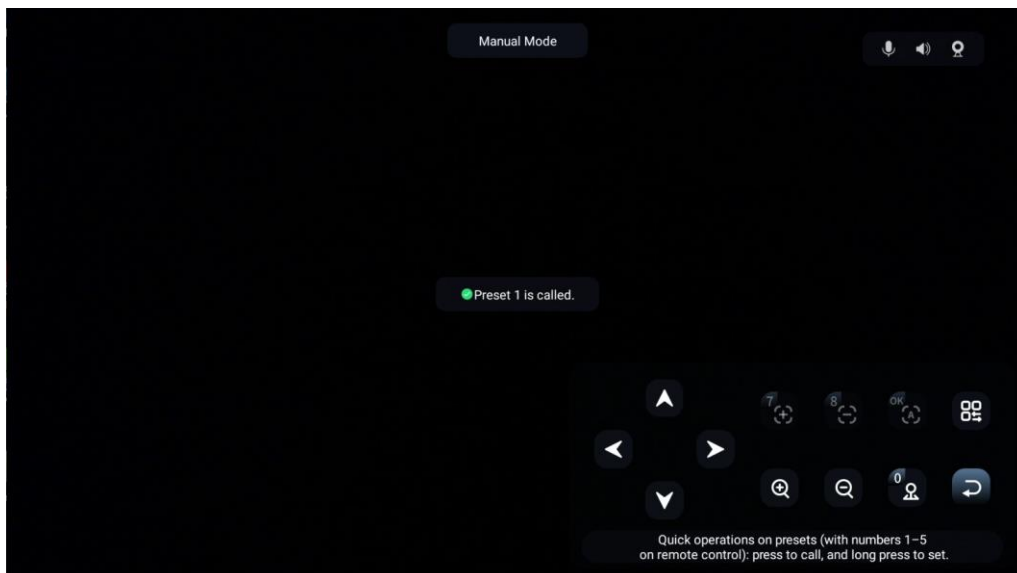 Manual Mode
Preset 1 is called.
7
8
OK
A
0
Quick operations on presets (with numbers 1–5
on remote control): press to call, and long press to set.